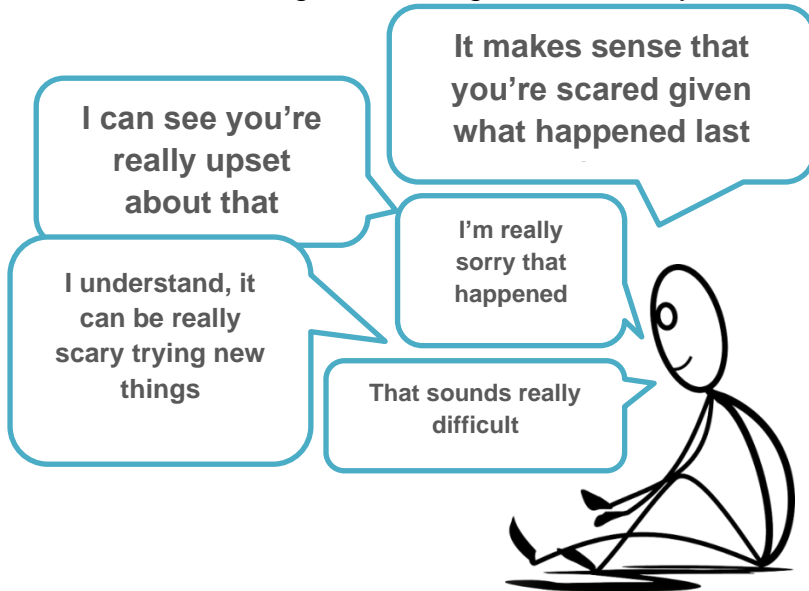 I can see you're
really upset
about that
It makes sense that
you're scared given
what happened last
I'm really
sorry that
happened
I understand, it
can be really
scary trying new
things
That sounds really
difficult